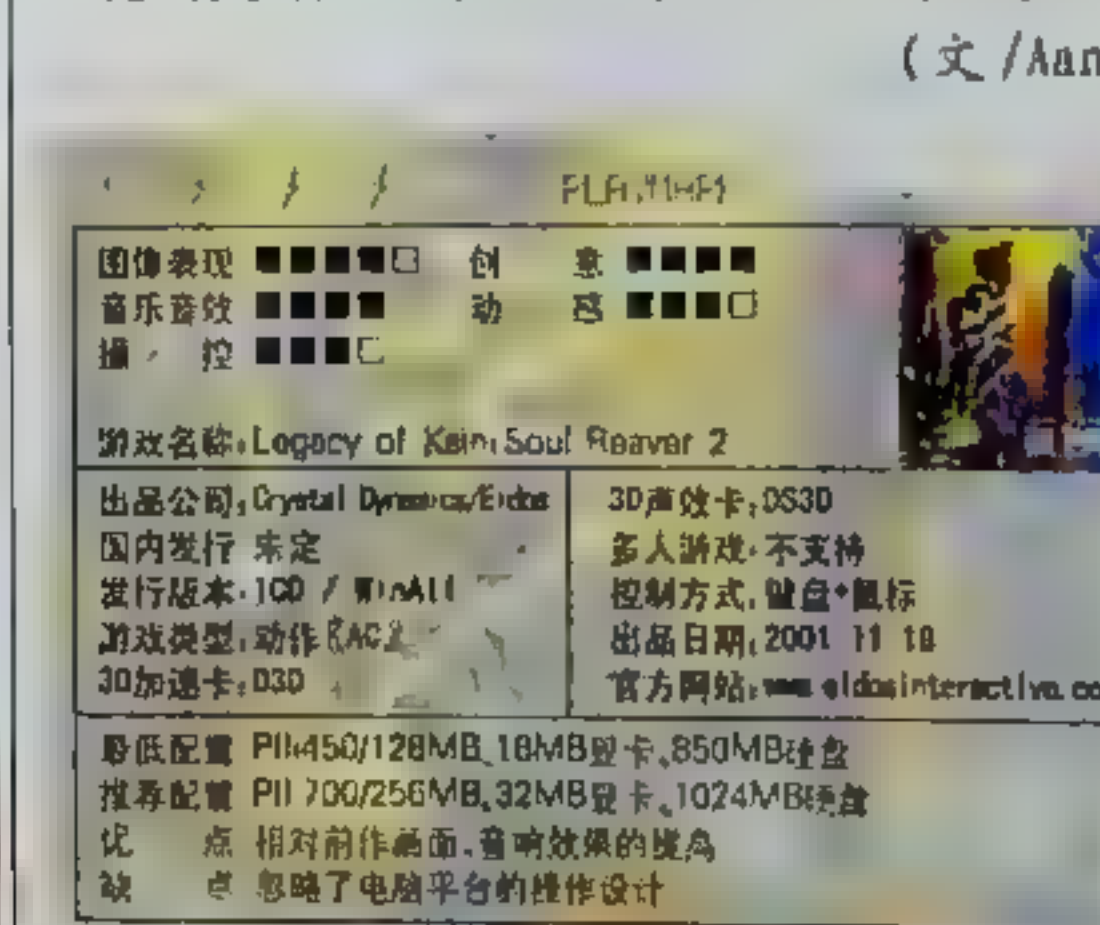 (文/Aan
图像表现 ■■■■□ 创 意 ■■■■
音乐音效 ■■■■ 动 感 ■■■□
操 控 ■■■□
游戏名称:Legacy of Kain:Soul Reaver 2
出品公司:Crystal Dynamics/Eidos
国内发行 未定
发行版本:1CD / WinAll
游戏类型:动作
3D加速卡:D3D
3D声效卡:DS3D
多人游戏:不支持
控制方式:键盘+鼠标
出品日期:2001 11 18
官方网站:www.eidosinteractive.co
最低配置 PII450/128MB、16MB显卡、850MB硬盘
推荐配置 PII 700/256MB、32MB显卡、1024MB硬盘
优 点 相对前作画面、音响效果的提高
缺 点 忽略了电脑平台的操作设计